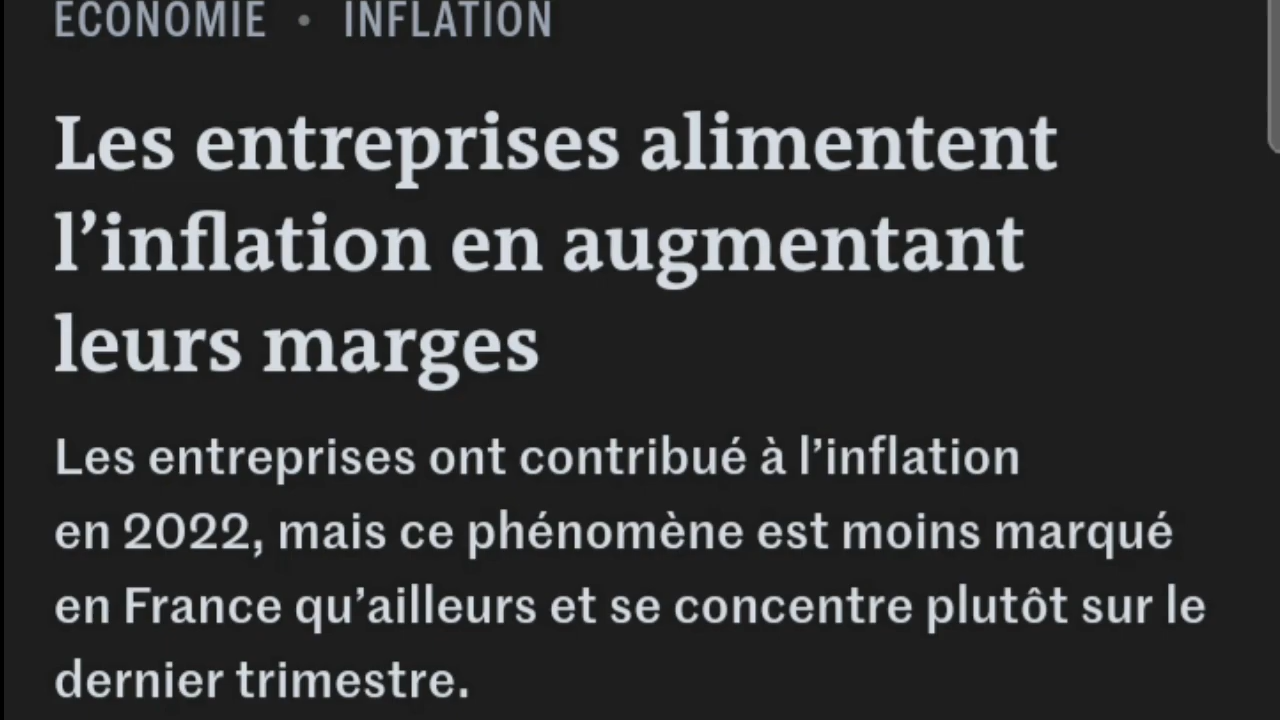 ÉCONOMIE • INFLATION
Les entreprises alimentent
l’inflation en augmentant
leurs marges
Les entreprises ont contribué à l’inflation
en 2022, mais ce phénomène est moins marqué
en France qu’ailleurs et se concentre plutôt sur le
dernier trimestre.